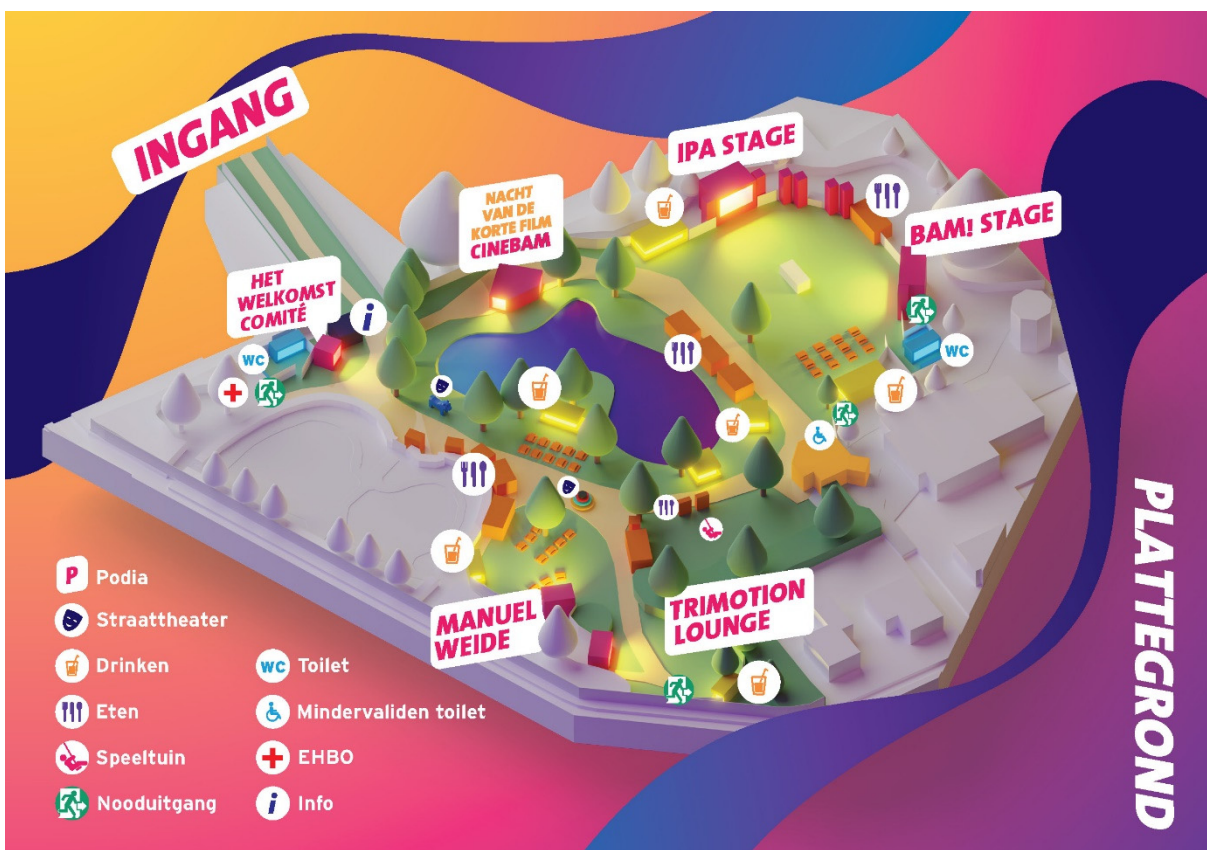 INGANG
IPA STAGE
NACHT
VAN DE
KORTE FILM
CINEBAM
BAM! STAGE
HET
WELKOMST
COMITÉ
i
WC
WC
MANUEL
WEIDE
TRIMOTION
LOUNGE
PLATTEGROND
P Podia
Straattheater
Drinken
Eten
Speeltuin
Nooduitgang
WC Toilet
Mindervaliden toilet
EHBO
i Info